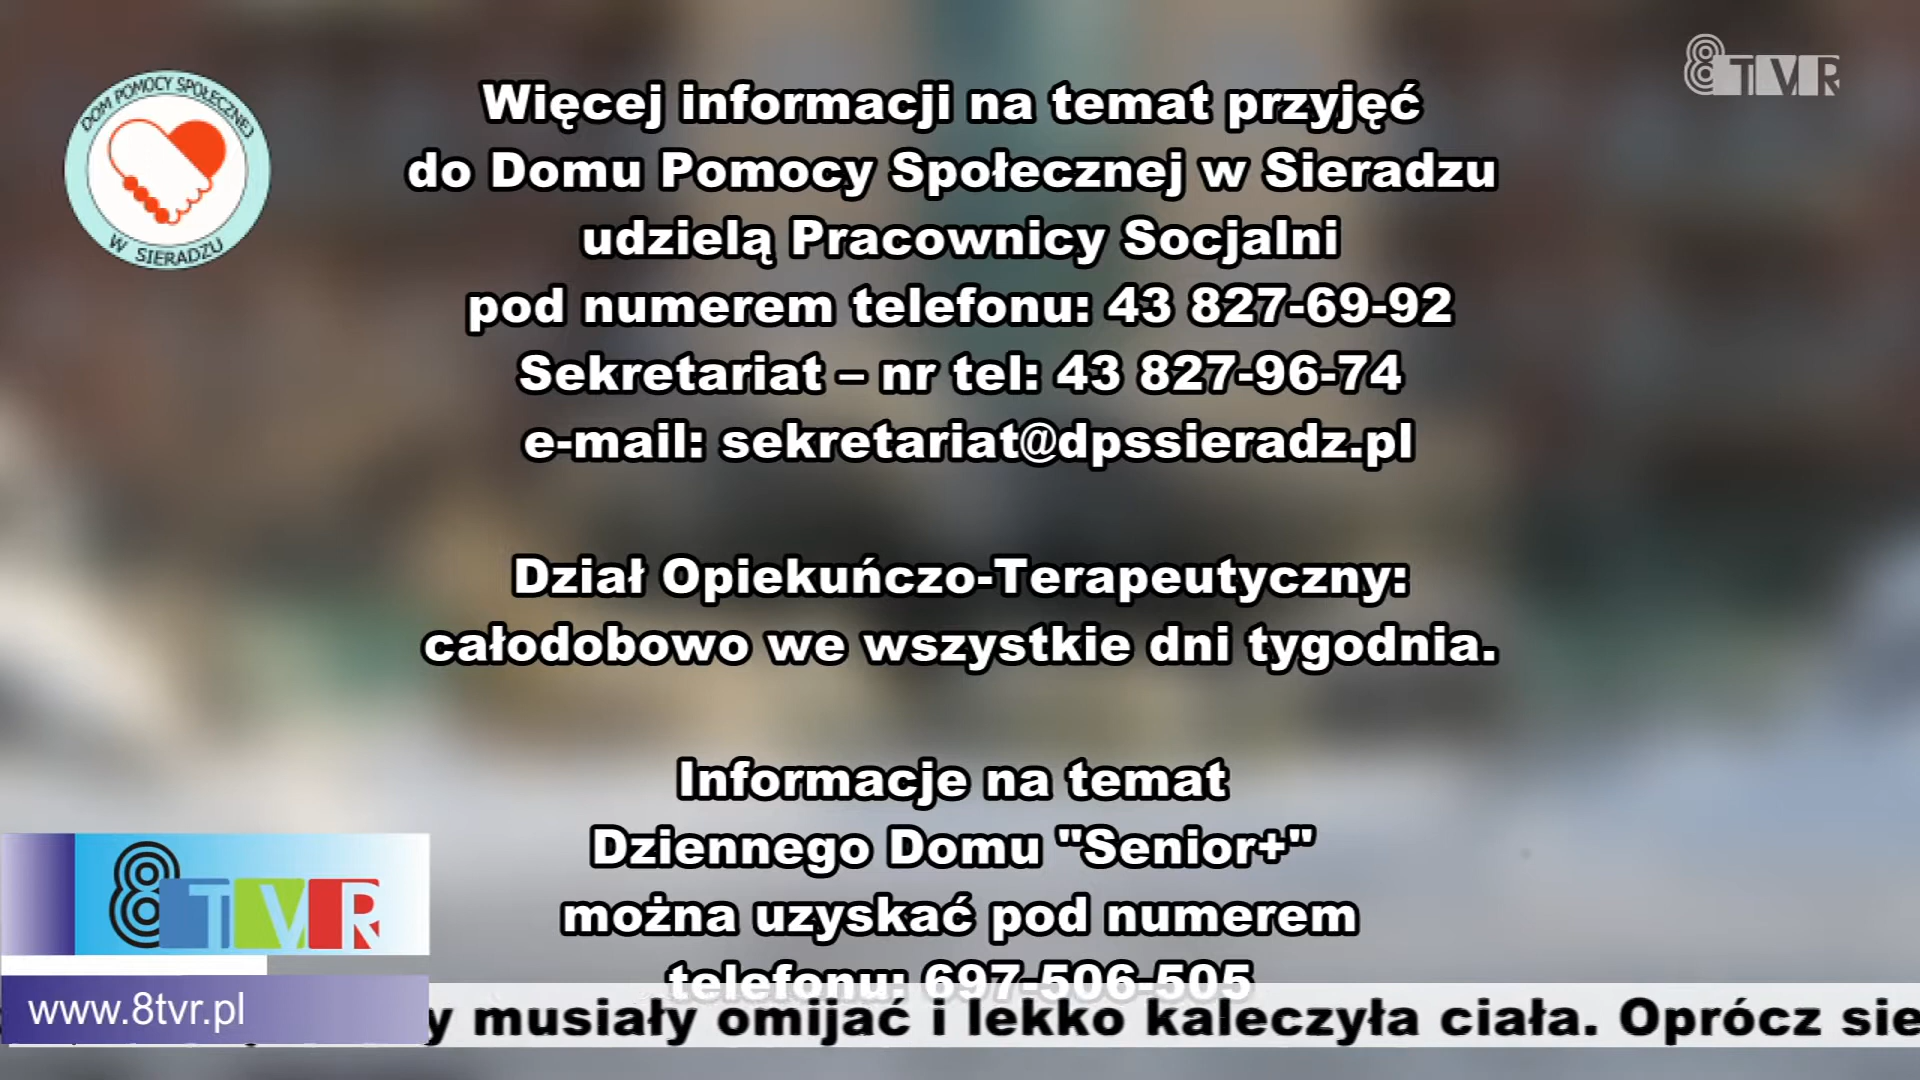 DOM POMOCY SPOŁECZNEJ
W SIERADZU
8TVR
Więcej informacji na temat przyjęć
do Domu Pomocy Społecznej w Sieradzu
udzielą Pracownicy Socjalni
pod numerem telefonu: 43 827-69-92
Sekretariat – nr tel: 43 827-96-74
e-mail: sekretariat@dpssieradz.pl
Dział Opiekuńczo-Terapeutyczny:
całodobowo we wszystkie dni tygodnia.
Informacje na temat
Dziennego Domu "Senior+"
można uzyskać pod numerem
telefonu: 697-506-505
8TVR
www.8tvr.pl
y musiały omijać i lekko kaleczyła ciała. Oprócz sie